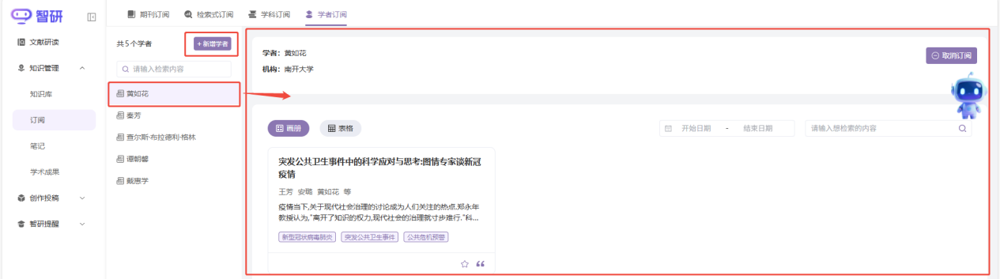 智研
期刊订阅 检索式订阅 学科订阅 学者订阅
文献研读
知识管理
知识库
订阅
笔记
学术成果
创作投稿
智研提醒
共5个学者 +新增学者
请输入检索内容
黄如花
秦芳
查尔斯·布拉德利·格林
谭朝馨
戴惠学
学者：黄如花
机构：南开大学
取消订阅
画册 表格
开始日期 - 结束日期 请输入想检索的内容
突发公共卫生事件中的科学应对与思考:图情专家谈新冠
疫情
王芳 安璐 黄如花 等
疫情当下,关于现代社会治理的讨论成为人们关注的热点.郑永年
教授认为,"离开了知识的权力,现代社会的治理就寸步难行."科...
新型冠状病毒肺炎 突发公共卫生事件 公共危机预警